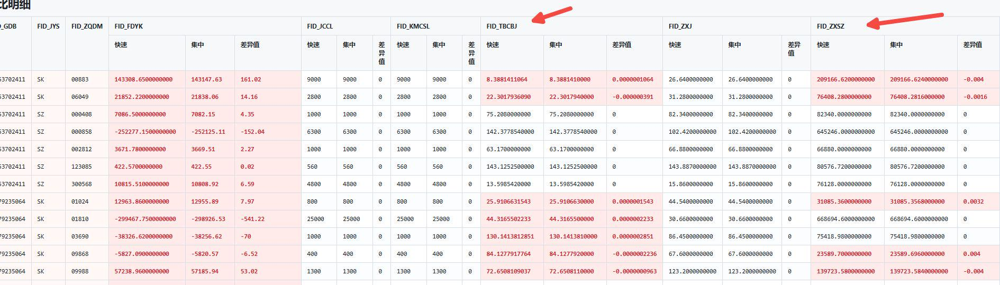 比明细
_GDB FID_JYS FID_ZQDM FID_FDYK FID_JCCL FID_KMCSL FID_TBCBJ FID_ZXJ FID_ZXSZ
快速 集中 差异值 快速 集中 差异值 快速 集中 差异值 快速 集中 差异值 快速 集中 差异值 快速 集中 差异值
53702411 SK 00883 143308.6500000000 143147.63 161.02 9000 9000 0 9000 9000 0 8.3881411064 8.3881410000 0.0000001064 26.6400000000 26.6400000000 0 209166.6200000000 209166.6240000000 -0.004
53702411 SK 06049 21852.2200000000 21838.06 14.16 2800 2800 0 2800 2800 0 22.3017936090 22.3017940000 -0.000000391 31.2800000000 31.2800000000 0 76408.2800000000 76408.2816000000 -0.0016
53702411 SZ 000408 7086.5000000000 7082.15 4.35 1000 1000 0 1000 1000 0 75.2080000000 75.2080000000 0 82.3400000000 82.3400000000 0 82340.0000000000 82340.0000000000 0
53702411 SZ 000858 -252277.1500000000 -252125.11 -152.04 6300 6300 0 6300 6300 0 142.3778540000 142.3778540000 0 102.4200000000 102.4200000000 0 645246.0000000000 645246.0000000000 0
53702411 SZ 002812 3671.7800000000 3669.51 2.27 1000 1000 0 1000 1000 0 63.1700000000 63.1700000000 0 66.8800000000 66.8800000000 0 66880.0000000000 66880.0000000000 0
53702411 SZ 123085 422.5700000000 422.55 0.02 560 560 0 560 560 0 143.1252500000 143.1252500000 0 143.8870000000 143.8870000000 0 80576.7200000000 80576.7200000000 0
53702411 SZ 300568 10815.5100000000 10808.92 6.59 4800 4800 0 4800 4800 0 13.5985420000 13.5985420000 0 15.8600000000 15.8600000000 0 76128.0000000000 76128.0000000000 0
79235064 SK 01024 12963.8600000000 12955.89 7.97 800 800 0 800 800 0 25.9106631543 25.9106630000 0.0000001543 44.5400000000 44.5400000000 0 31085.3600000000 31085.3568000000 0.0032
79235064 SK 01810 -299467.7500000000 -298926.53 -541.22 25000 25000 0 25000 25000 0 44.3165502233 44.3165500000 0.0000002233 30.6600000000 30.6600000000 0 668694.6000000000 668694.6000000000 0
79235064 SK 03690 -38326.6200000000 -38256.62 -70 1000 1000 0 1000 1000 0 130.1413812851 130.1413810000 0.0000002851 86.4500000000 86.4500000000 0 75418.9800000000 75418.9800000000 0
79235064 SK 09868 -5827.0900000000 -5820.57 -6.52 400 400 0 400 400 0 84.1277917764 84.1277920000 -0.0000002236 67.6000000000 67.6000000000 0 23589.7000000000 23589.6960000000 0.004
79235064 SK 09988 57238.9600000000 57185.94 53.02 1300 1300 0 1300 1300 0 72.6508109037 72.6508110000 -0.0000000963 123.2000000000 123.2000000000 0 139723.5800000000 139723.5840000000 -0.004